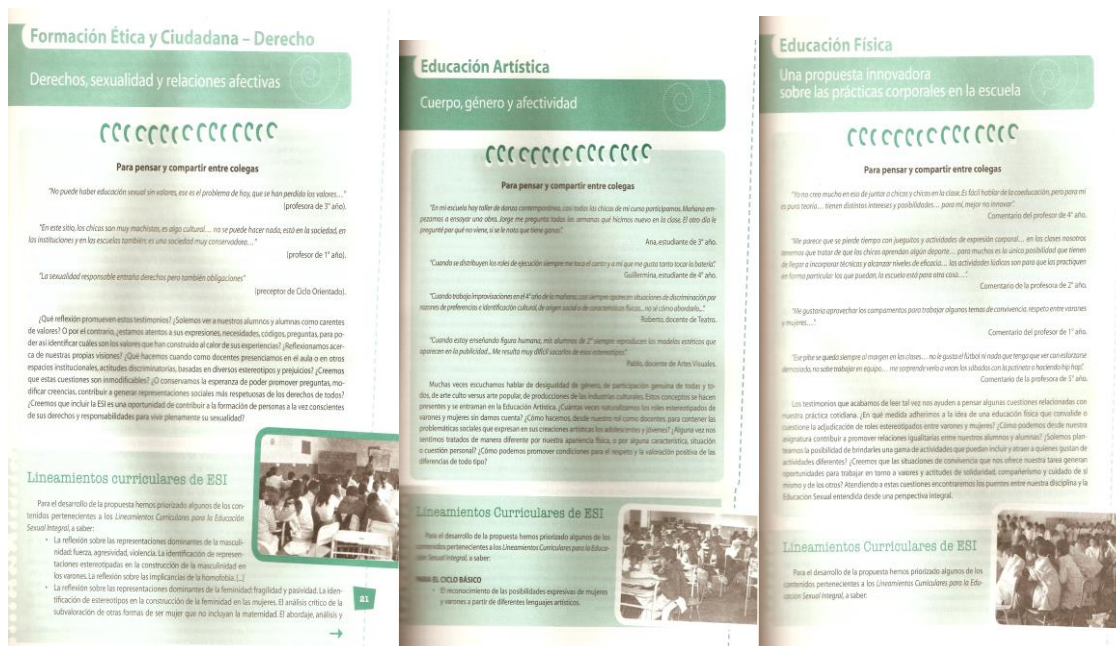 Formación Ética y Ciudadana – Derecho
Derechos, sexualidad y relaciones afectivas
Para pensar y compartir entre colegas
"No puede haber educación sexual sin valores, ese es el problema de hoy, que se han perdido los valores…"
(profesora de 3° año).
"En este sitio, los chicos son muy machistas, es algo cultural… no se puede hacer nada, está en la sociedad, en
las instituciones y en las escuelas también: es una sociedad muy conservadora…"
(profesor de 1° año).
"La sexualidad responsable entraña derechos pero también obligaciones"
(preceptor de Ciclo Orientado).
¿Qué reflexión promueven estos testimonios? ¿Solemos ver a nuestros alumnos y alumnas como carentes
de valores? O por el contrario, ¿estamos atentos a sus expresiones, necesidades, códigos, preguntas, para po-
der así identificar cuáles son los valores que han construido al calor de sus experiencias? ¿Reflexionamos acer-
ca de nuestras propias visiones? ¿Qué hacemos cuando como docentes presenciamos en el aula o en otros
espacios institucionales, actitudes discriminatorias, basadas en diversos estereotipos y prejuicios? ¿Creemos
que estas cuestiones son inmodificables? ¿O conservamos la esperanza de poder promover preguntas, mo-
dificar creencias, contribuir a generar representaciones sociales más respetuosas de los derechos de todos?
¿Creemos que incluir la ESI es una oportunidad de contribuir a la formación de personas a la vez conscientes
de sus derechos y responsabilidades para vivir plenamente su sexualidad?
Lineamientos curriculares de ESI
Para el desarrollo de la propuesta hemos priorizado algunos de los con-
tenidos pertenecientes a los Lineamientos Curriculares para la Educación
Sexual Integral, a saber:
• La reflexión sobre las representaciones dominantes de la masculi-
nidad: fuerza, agresividad, violencia. La identificación de represen-
taciones estereotipadas en la construcción de la masculinidad en
los varones. La reflexión sobre las implicancias de la homofobia. [...]
• La reflexión sobre las representaciones dominantes de la feminidad: fragilidad y pasividad. La iden-
tificación de estereotipos en la construcción de la feminidad en las mujeres. El análisis crítico de la
subvaloración de otras formas de ser mujer que no incluyan la maternidad. El abordaje, análisis y
21
Educación Artística
Cuerpo, género y afectividad
Para pensar y compartir entre colegas
"En mi escuela hay taller de danza contemporánea, casi todas las chicas de mi curso participamos. Mañana em-
pezamos a ensayar una obra. Jorge me pregunta todas las semanas qué hicimos nuevo en la clase. El otro día le
pregunté por qué no viene, si se le nota que tiene ganas".
Ana, estudiante de 3° año.
"Cuando se distribuyen los roles de ejecución siempre me toca el canto y a mí que me gusta tanto tocar la batería".
Guillermina, estudiante de 4° año.
"Cuando trabajo improvisaciones en el 4° año de la mañana, casi siempre aparecen situaciones de discriminación por
razones de preferencias e identificación cultural, de origen social o de características físicas... no sé cómo abordarlo...".
Roberto, docente de Teatro.
"Cuando estoy enseñando figura humana, mis alumnos de 2° siempre reproducen los modelos estéticos que
aparecen en la publicidad... Me resulta muy difícil sacarlos de esos estereotipos".
Pablo, docente de Artes Visuales.
Muchas veces escuchamos hablar de desigualdad de género, de participación genuina de todas y to-
dos, de arte culto versus arte popular, de producciones de las industrias culturales. Estos conceptos se hacen
presentes y se entraman en la Educación Artística. ¿Cuántas veces naturalizamos los roles estereotipados de
varones y mujeres sin darnos cuenta? ¿Cómo hacemos, desde nuestro rol como docentes, para contener las
problemáticas sociales que expresan en sus creaciones artísticas los adolescentes y jóvenes? ¿Alguna vez nos
sentimos tratados de manera diferente por nuestra apariencia física, o por alguna característica, situación
o cuestión personal? ¿Cómo podemos promover condiciones para el respeto y la valoración positiva de las
diferencias de todo tipo?
Lineamientos Curriculares de ESI
Para el desarrollo de la propuesta hemos priorizado algunos de los
contenidos pertenecientes a los Lineamientos Curriculares para la Educa-
ción Sexual Integral, a saber:
PARA EL CICLO BÁSICO
• El reconocimiento de las posibilidades expresivas de mujeres
y varones a partir de diferentes lenguajes artísticos.
Educación Física
Una propuesta innovadora
sobre las prácticas corporales en la escuela
Para pensar y compartir entre colegas
"Yo no creo mucho en eso de juntar a chicos y chicas en la clase. Es fácil hablar de la coeducación, pero para mí
es pura teoría… tienen distintos intereses y posibilidades… para mí, mejor no innovar".
Comentario del profesor de 4° año.
"Me parece que se pierde tiempo con jueguitos y actividades de expresión corporal… en las clases nosotros
tenemos que tratar de que los chicos aprendan algún deporte… para muchos es la única posibilidad que tienen
de llegar a incorporar técnicas y alcanzar niveles de eficacia… las actividades lúdicas son para que las practiquen
en forma particular los que puedan, la escuela está para otra cosa…".
Comentario de la profesora de 2° año.
"Me gustaría aprovechar los campamentos para trabajar algunos temas de convivencia, respeto entre varones
y mujeres…".
Comentario del profesor de 1° año.
"Ese pibe se queda siempre al margen en las clases… no le gusta el fútbol ni nada que tenga que ver con esforzarse
demasiado, no sabe trabajar en equipo… me sorprende verlo a veces los sábados con la patineta o haciendo hip hop".
Comentario de la profesora de 5° año.
Los testimonios que acabamos de leer tal vez nos ayuden a pensar algunas cuestiones relacionadas con
nuestra práctica cotidiana. ¿En qué medida adherimos a la idea de una educación física que convalide o
cuestione la adjudicación de roles estereotipados entre varones y mujeres? ¿Cómo podemos desde nuestra
asignatura contribuir a promover relaciones igualitarias entre nuestros alumnos y alumnas? ¿Solemos plan-
tearnos la posibilidad de brindarles una gama de actividades que puedan incluir y atraer a quienes gustan de
actividades diferentes? ¿Creemos que las situaciones de convivencia que nos ofrece nuestra tarea generan
oportunidades para trabajar en torno a valores y actitudes de solidaridad, compañerismo y cuidado de sí
mismo y de los otros? Atendiendo a estas cuestiones encontraremos los puentes entre nuestra disciplina y la
Educación Sexual entendida desde una perspectiva integral.
Lineamientos Curriculares de ESI
Para el desarrollo de la propuesta hemos priorizado algunos de los
contenidos pertenecientes a los Lineamientos Curriculares para la Edu-
cación Sexual Integral, a saber: